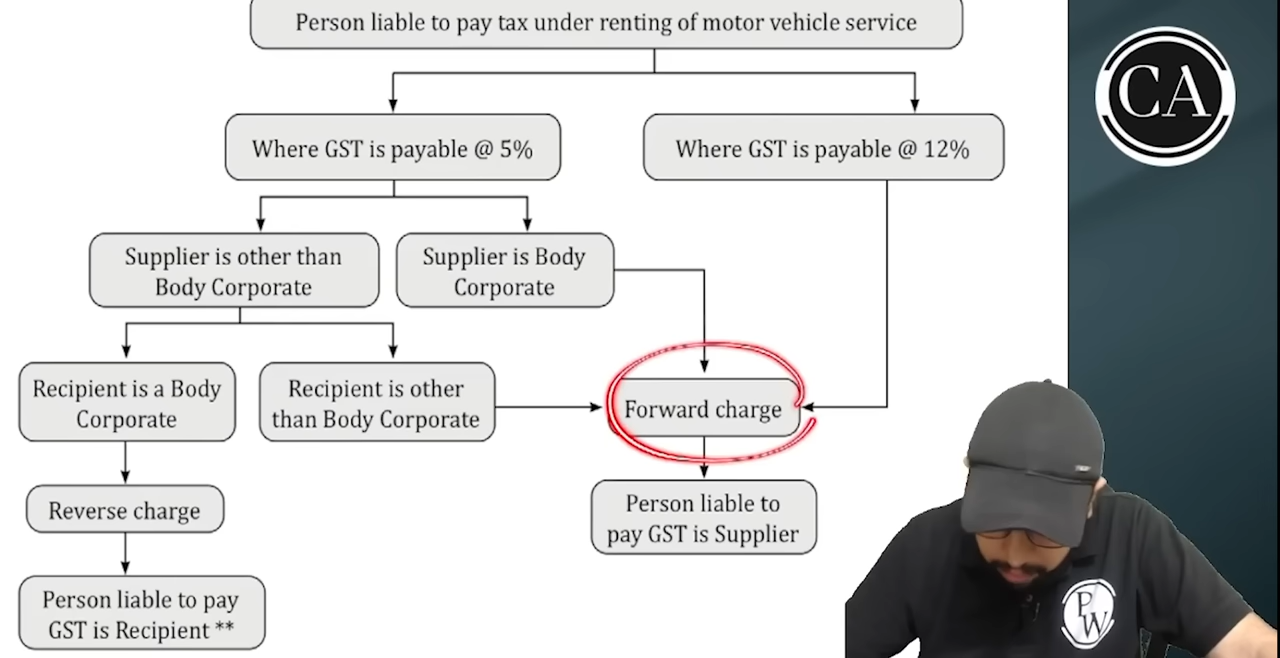 Person liable to pay tax under renting of motor vehicle service
Where GST is payable @ 5%
Where GST is payable @ 12%
Supplier is other than
Body Corporate
Supplier is Body
Corporate
Recipient is a Body
Corporate
Recipient is other
than Body Corporate
Forward charge
Reverse charge
Person liable to
pay GST is Supplier
Person liable to pay
GST is Recipient **
CA
P
W